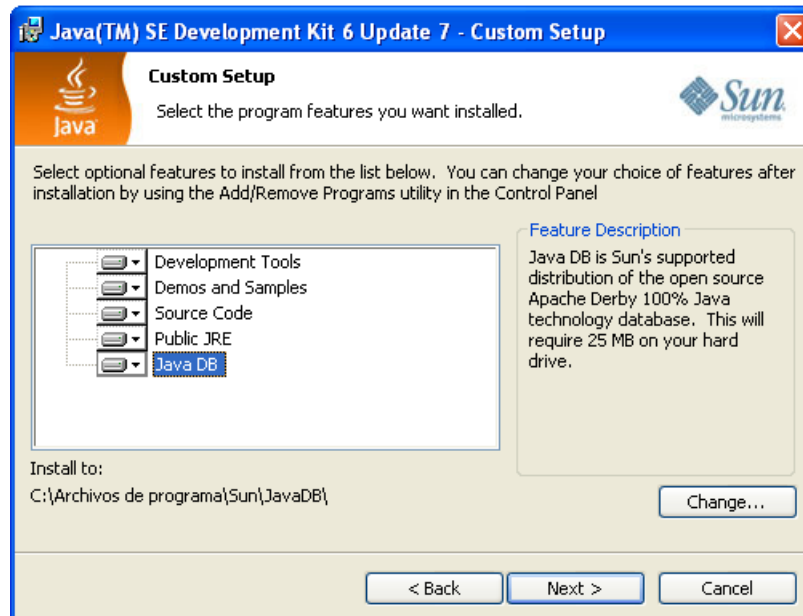 Java(TM) SE Development Kit 6 Update 7 - Custom Setup
Java
Custom Setup
Select the program features you want installed.
Sun
microsystems
Select optional features to install from the list below. You can change your choice of features after
installation by using the Add/Remove Programs utility in the Control Panel
Development Tools
Demos and Samples
Source Code
Public JRE
Java DB
Feature Description
Java DB is Sun's supported
distribution of the open source
Apache Derby 100% Java
technology database. This will
require 25 MB on your hard
drive.
Install to:
C:\Archivos de programa\Sun\JavaDB\
Change...
< Back
Next >
Cancel